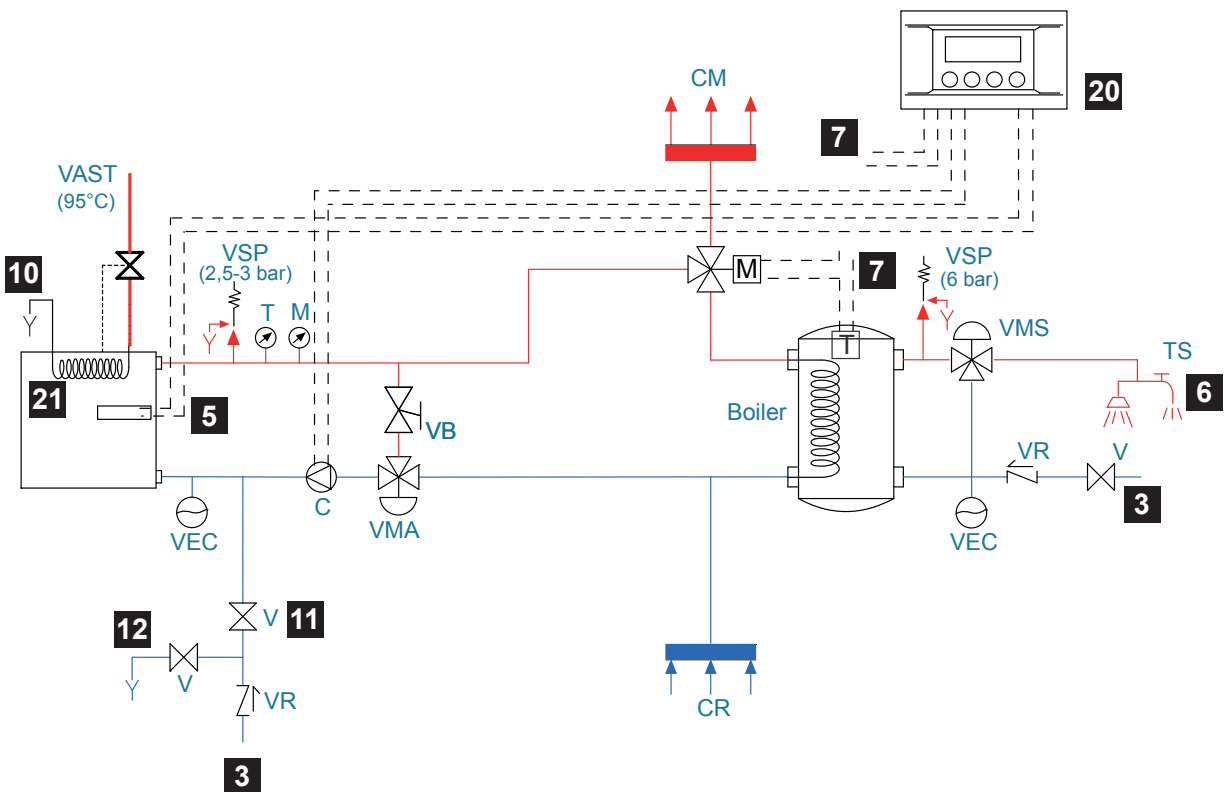 CM
20
7
VAST
(95°C)
10
VSP
(2,5-3 bar)
T
M
M
7
VSP
(6 bar)
VMS
TS
T
21
5
6
Boiler
VB
VR
V
C
VMA
3
VEC
VEC
V
11
12
V
VR
CR
3